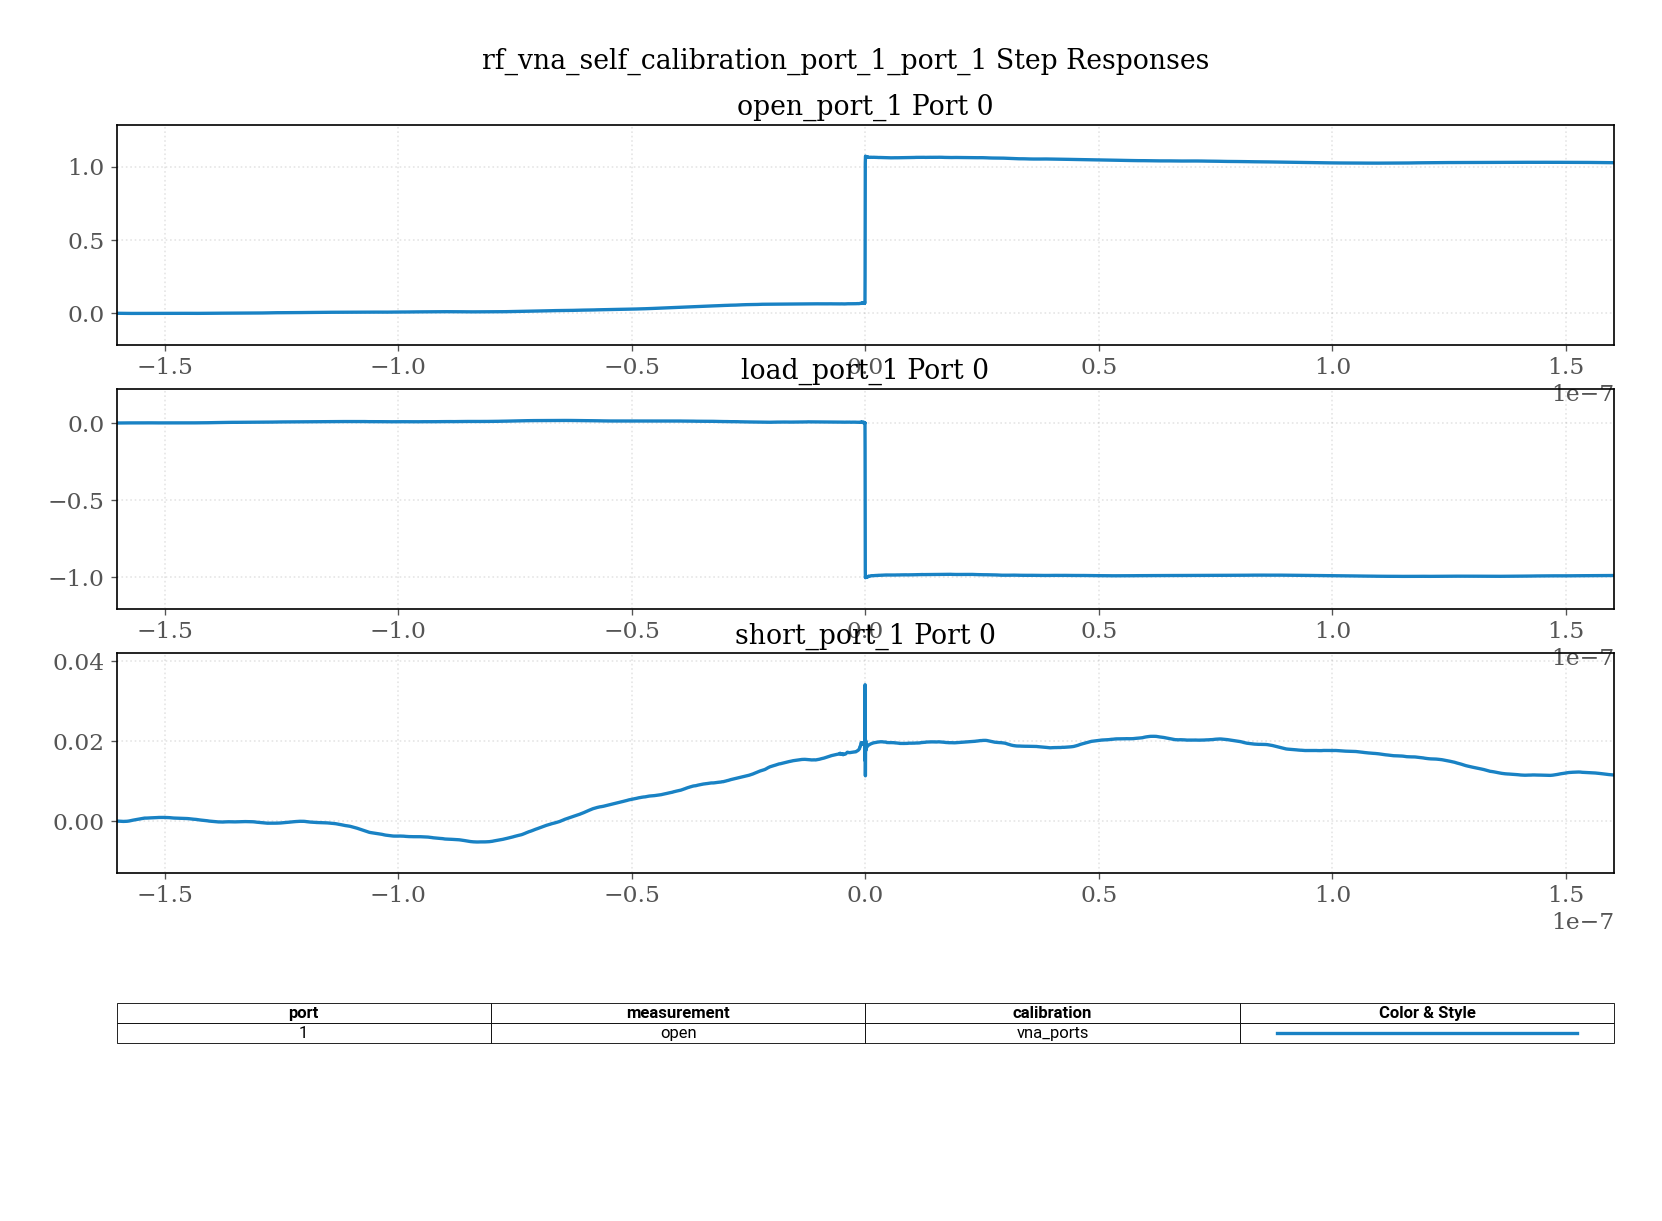 rf_vna_self_calibration_port_1_port_1 Step Responses
open_port_1 Port 0
1.0
0.5
0.0
−1.5 −1.0 −0.5 0.0 0.5 1.0 1.5
1e−7
load_port_1 Port 0
0.0
−0.5
−1.0
−1.5 −1.0 −0.5 0.0 0.5 1.0 1.5
1e−7
short_port_1 Port 0
0.04
0.02
0.00
−1.5 −1.0 −0.5 0.0 0.5 1.0 1.5
1e−7
port measurement calibration Color & Style
1 open vna_ports